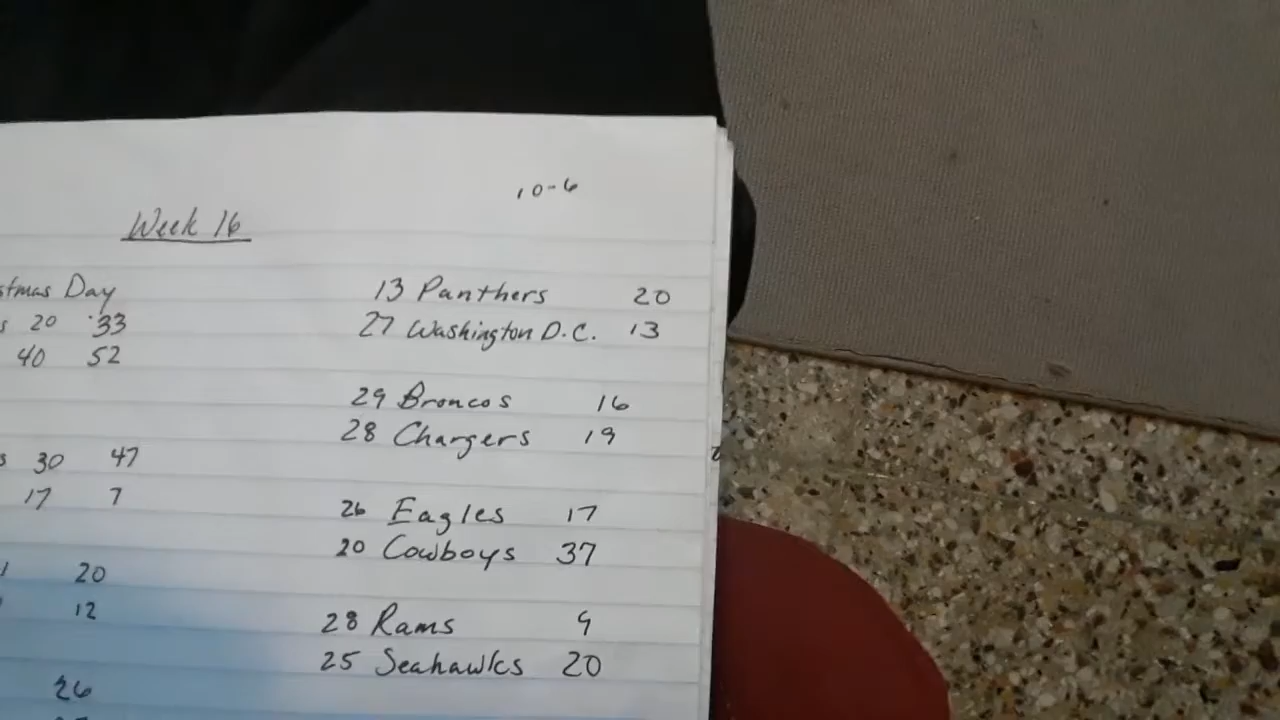 10-6
Week 16
stmas Day
s 20 33
40 52
s 30 47
17 7
20
12
26
13 Panthers 20
27 Washington D.C. 13
29 Broncos 16
28 Chargers 19
26 Eagles 17
20 Cowboys 37
28 Rams 9
25 Seahawks 20